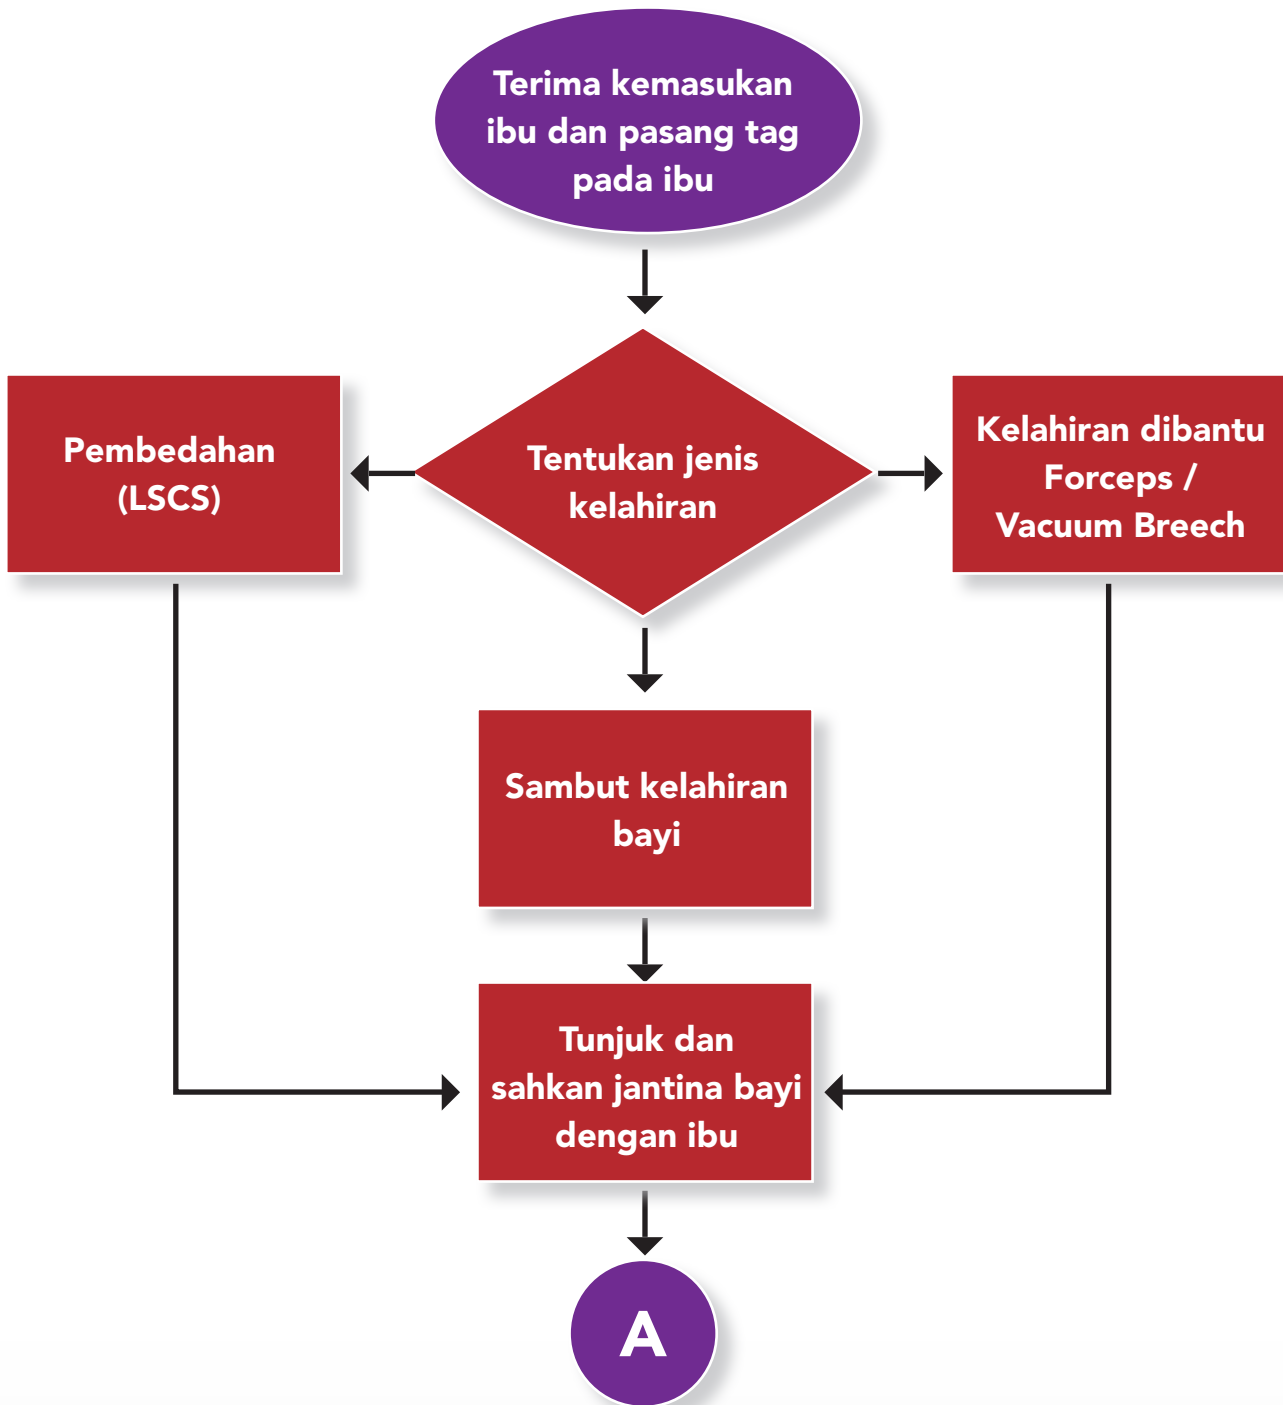 Terima kemasukan
ibu dan pasang tag
pada ibu
Pembedahan
(LSCS)
Tentukan jenis
kelahiran
Kelahiran dibantu
Forceps /
Vacuum Breech
Sambut kelahiran
bayi
Tunjuk dan
sahkan jantina bayi
dengan ibu
A